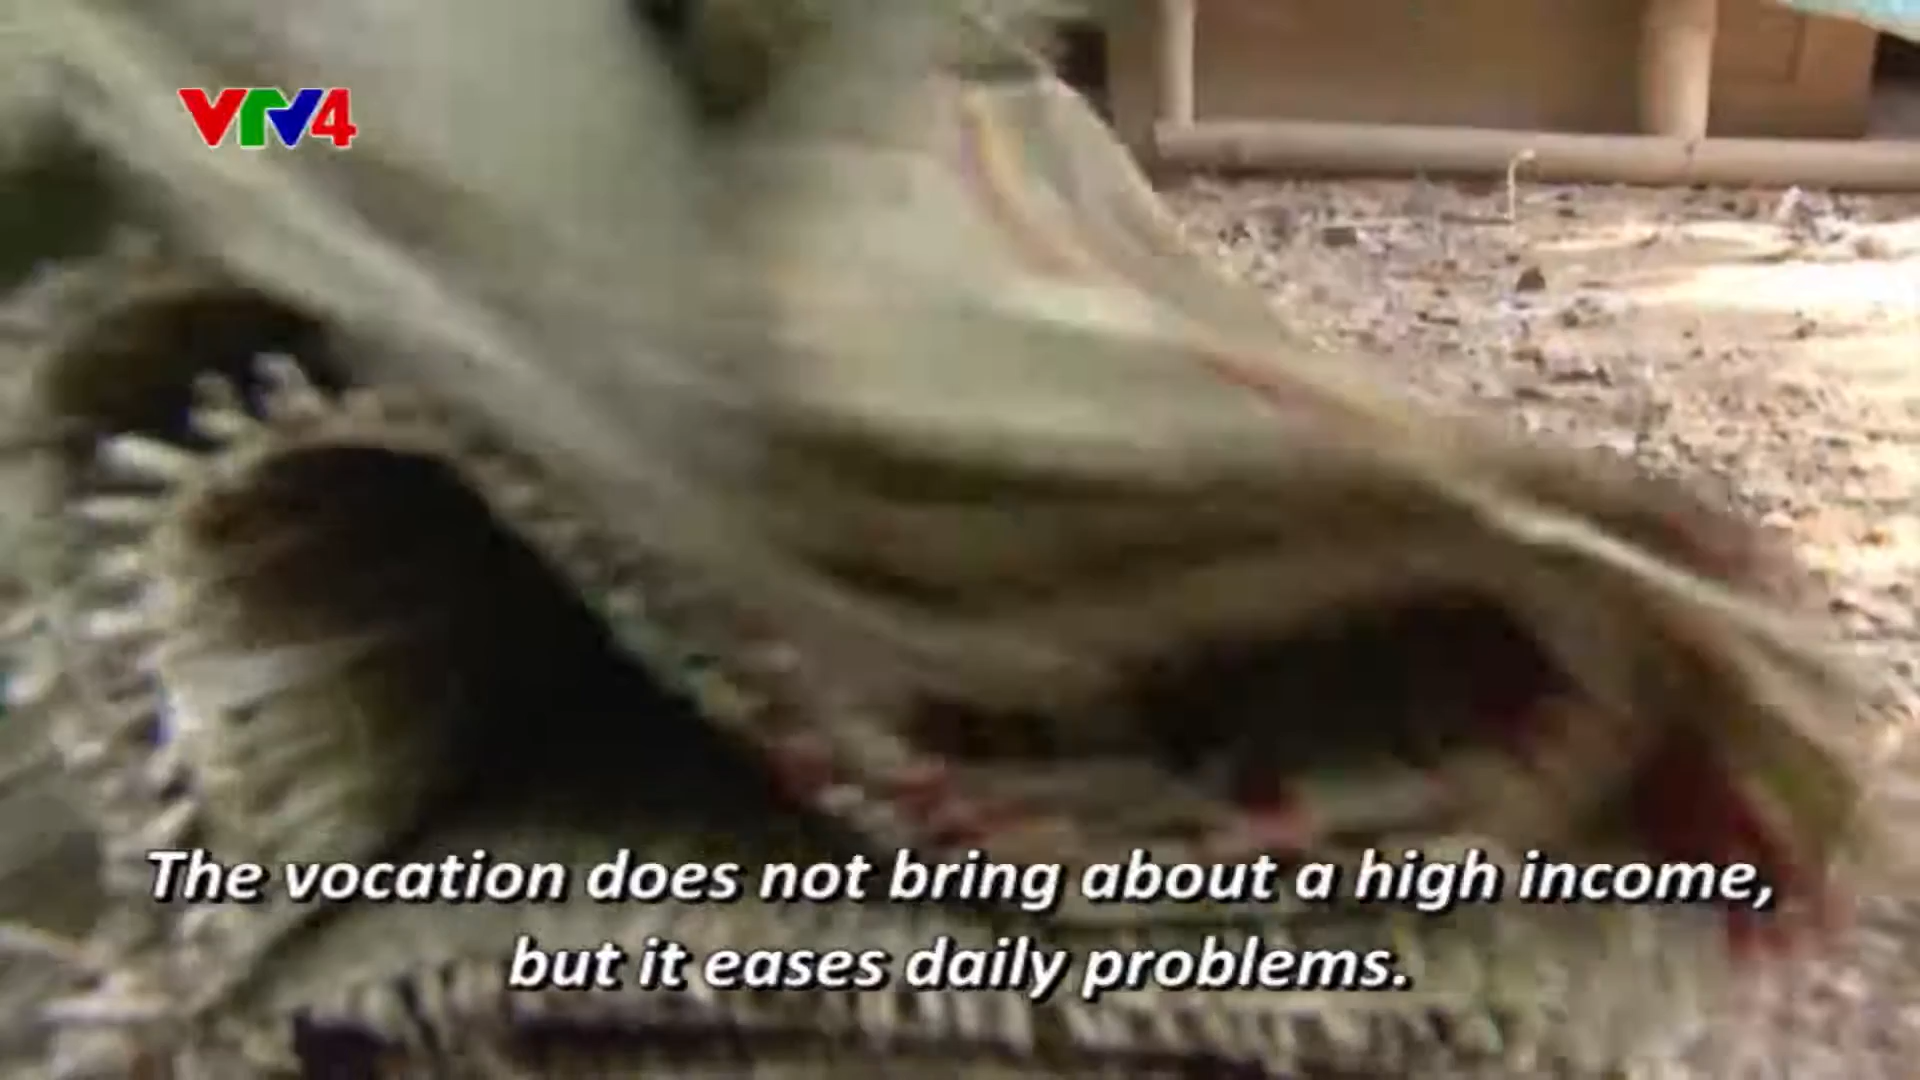 VTV4
The vocation does not bring about a high income,
but it eases daily problems.